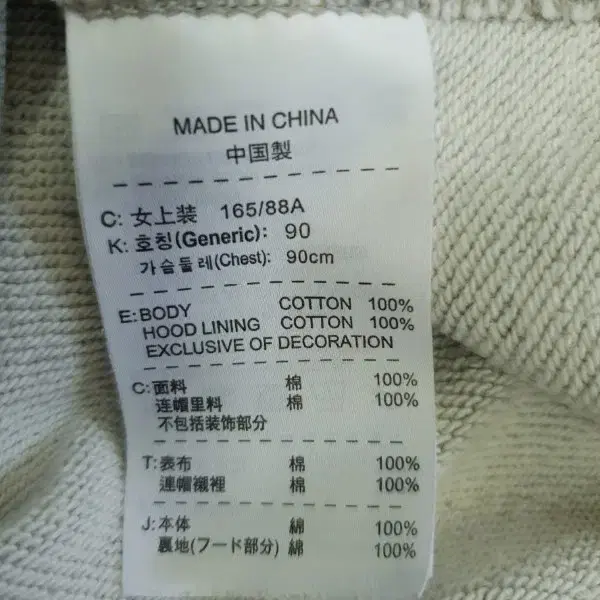 MADE IN CHINA
中国製
C: 女上装 165/88A
K: 호칭(Generic): 90
가슴둘레(Chest): 90cm
E: BODY COTTON 100%
HOOD LINING COTTON 100%
EXCLUSIVE OF DECORATION
C: 面料 棉 100%
连帽里料 棉 100%
不包括装饰部分
T: 表布 棉 100%
連帽襯裡 棉 100%
J: 本体 綿 100%
裏地(フード部分) 綿 100%